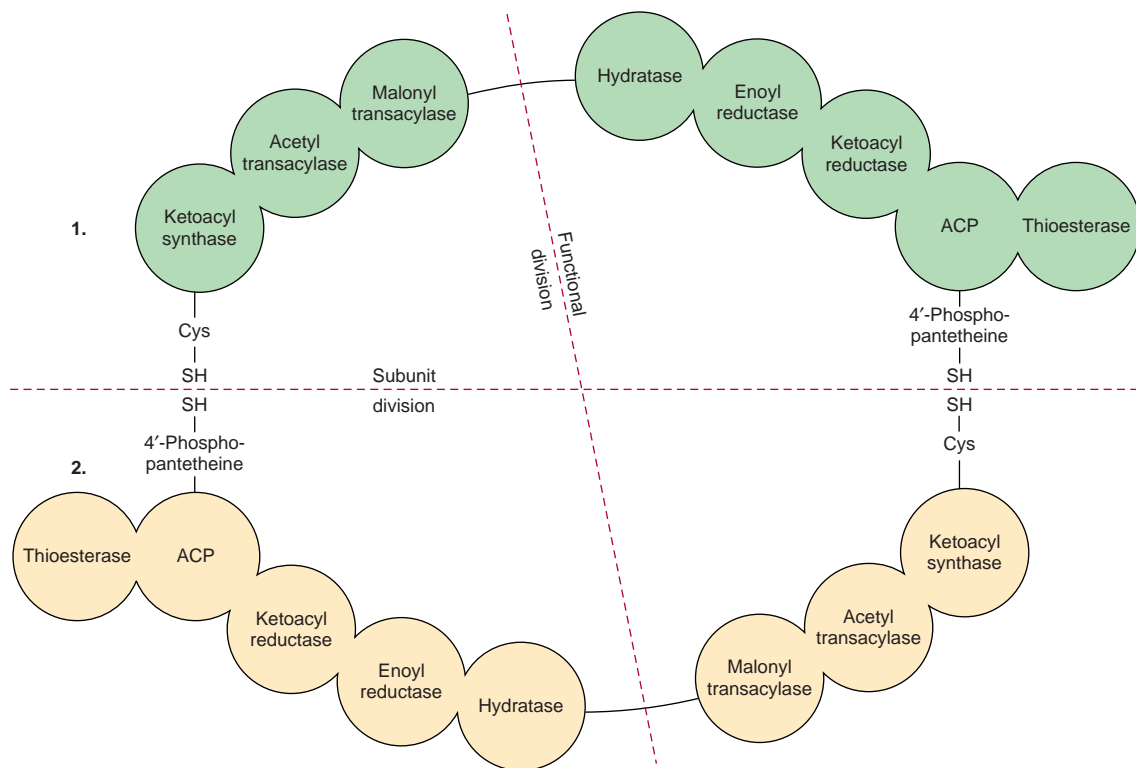 Hydratase
Malonyl
transacylase
Enoyl
reductase
Acetyl
transacylase
Ketoacyl
reductase
1.
Ketoacyl
synthase
ACP
Thioesterase
Functional
division
Cys
4′-Phospho-
pantetheine
SH
Subunit
SH
SH
division
SH
4′-Phospho-
pantetheine
Cys
2.
Thioesterase
ACP
Ketoacyl
synthase
Ketoacyl
reductase
Acetyl
transacylase
Enoyl
reductase
Malonyl
transacylase
Hydratase